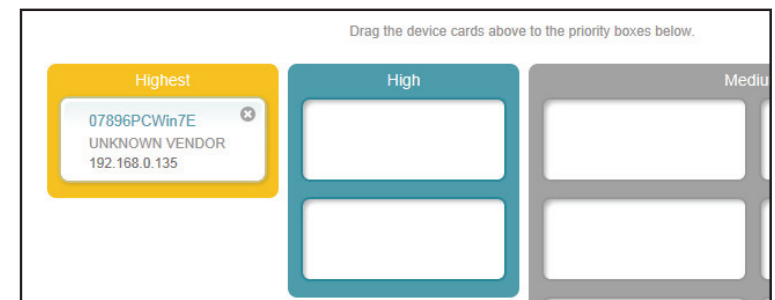 Drag the device cards above to the priority boxes below.
Highest
High
Mediu
07896PCWin7E
UNKNOWN VENDOR
192.168.0.135